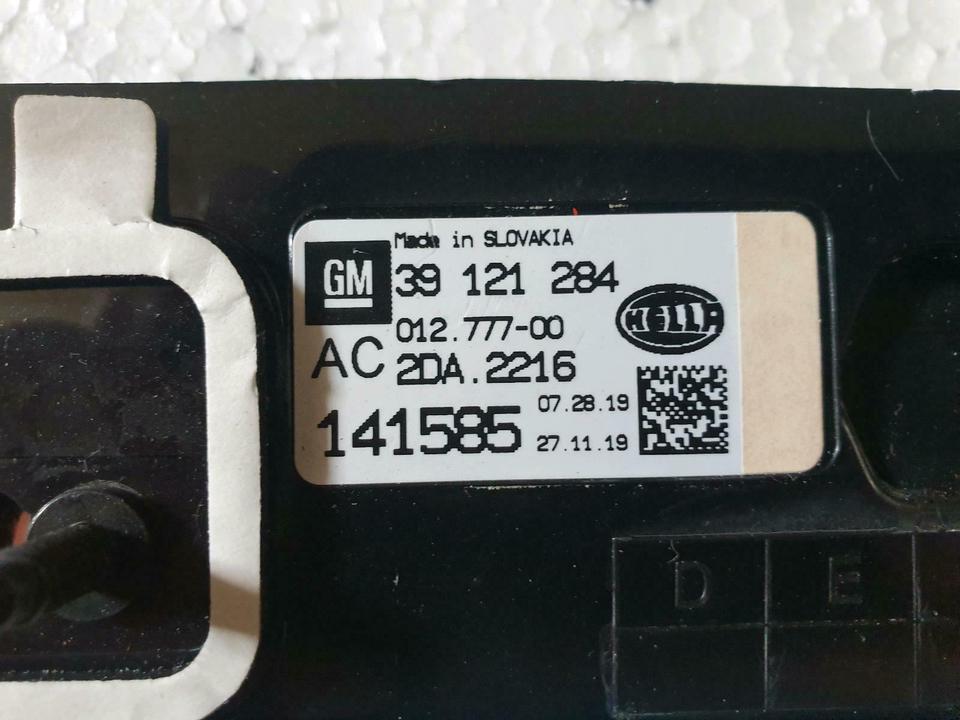 Made in SLOVAKIA
GM
39 121 284
HELLA
012.777-00
AC
2DA.2216
141585
07.28.19
27.11.19
D E